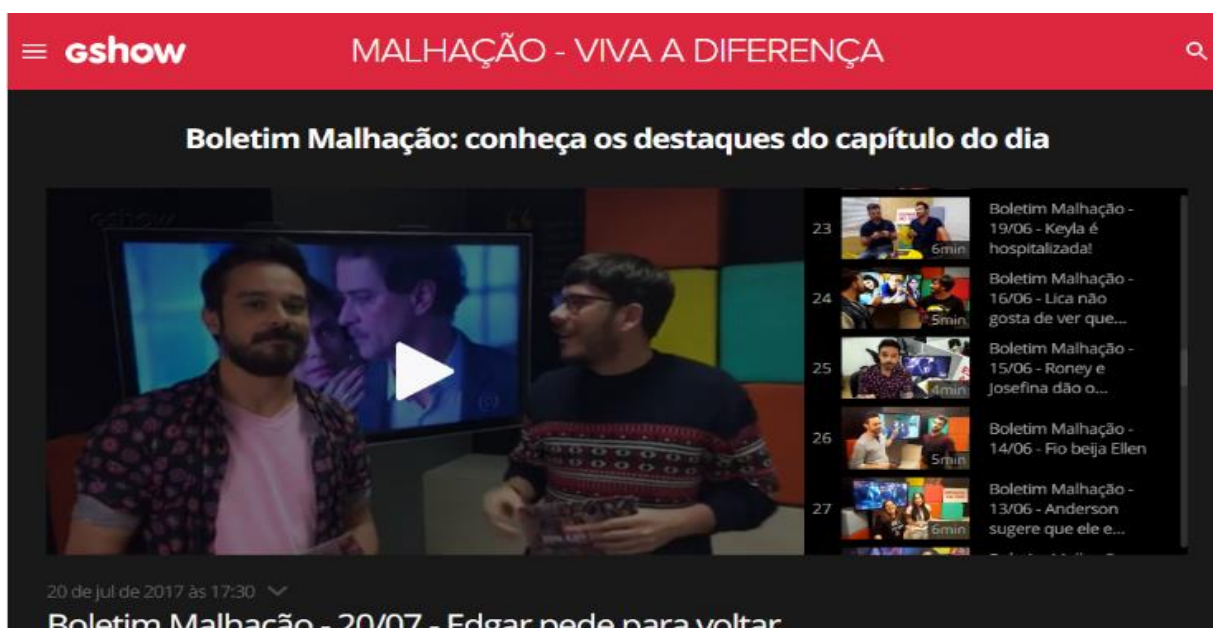 gshow MALHAÇÃO - VIVA A DIFERENÇA
Boletim Malhação: conheça os destaques do capítulo do dia
gshow
23
6min
Boletim Malhação -
19/06 - Keyla é
hospitalizada!
24
5min
Boletim Malhação -
16/06 - Lica não
gosta de ver que...
25
4min
Boletim Malhação -
15/06 - Roney e
Josefina dão o...
26
5min
Boletim Malhação -
14/06 - Fio beija Ellen
27
6min
Boletim Malhação -
13/06 - Anderson
sugere que ele e...
20 de jul de 2017 às 17:30
Boletim Malhação - 20/07 - Edgar pede para voltar